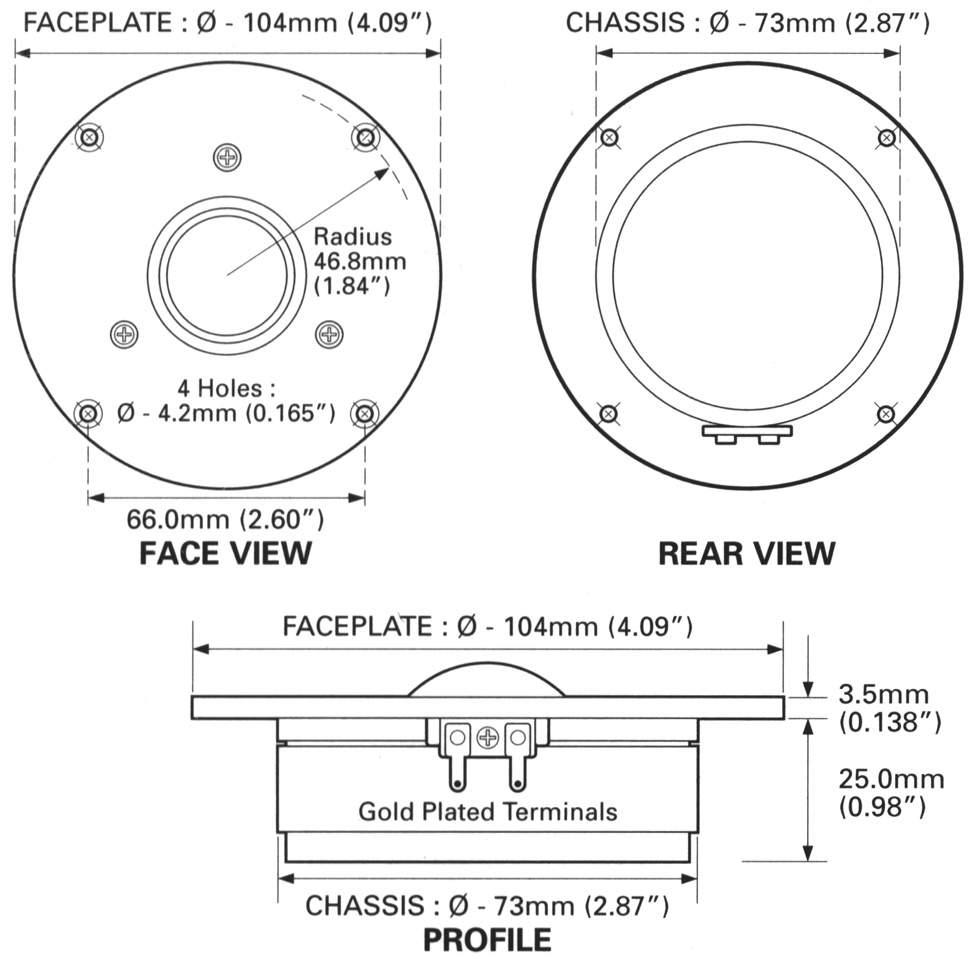 FACEPLATE : Ø - 104mm (4.09″)
CHASSIS : Ø - 73mm (2.87″)
Radius
46.8mm
(1.84″)
4 Holes :
Ø - 4.2mm (0.165″)
66.0mm (2.60″)
FACE VIEW
REAR VIEW
FACEPLATE : Ø - 104mm (4.09″)
3.5mm
(0.138″)
25.0mm
(0.98″)
Gold Plated Terminals
CHASSIS : Ø - 73mm (2.87″)
PROFILE